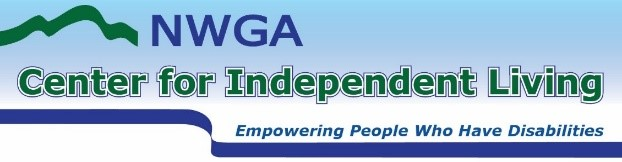 NWGA
Center for Independent Living
Empowering People Who Have Disabilities